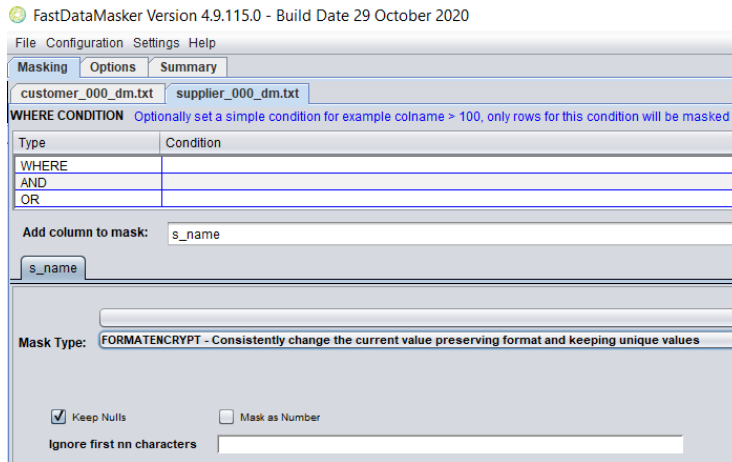 FastDataMasker Version 4.9.115.0 - Build Date 29 October 2020
File Configuration Settings Help
Masking Options Summary
customer_000_dm.txt supplier_000_dm.txt
WHERE CONDITION Optionally set a simple condition for example colname > 100, only rows for this condition will be masked
Type Condition
WHERE
AND
OR
Add column to mask: s_name
s_name
Mask Type: FORMATENCRYPT - Consistently change the current value preserving format and keeping unique values
Keep Nulls Mask as Number
Ignore first nn characters